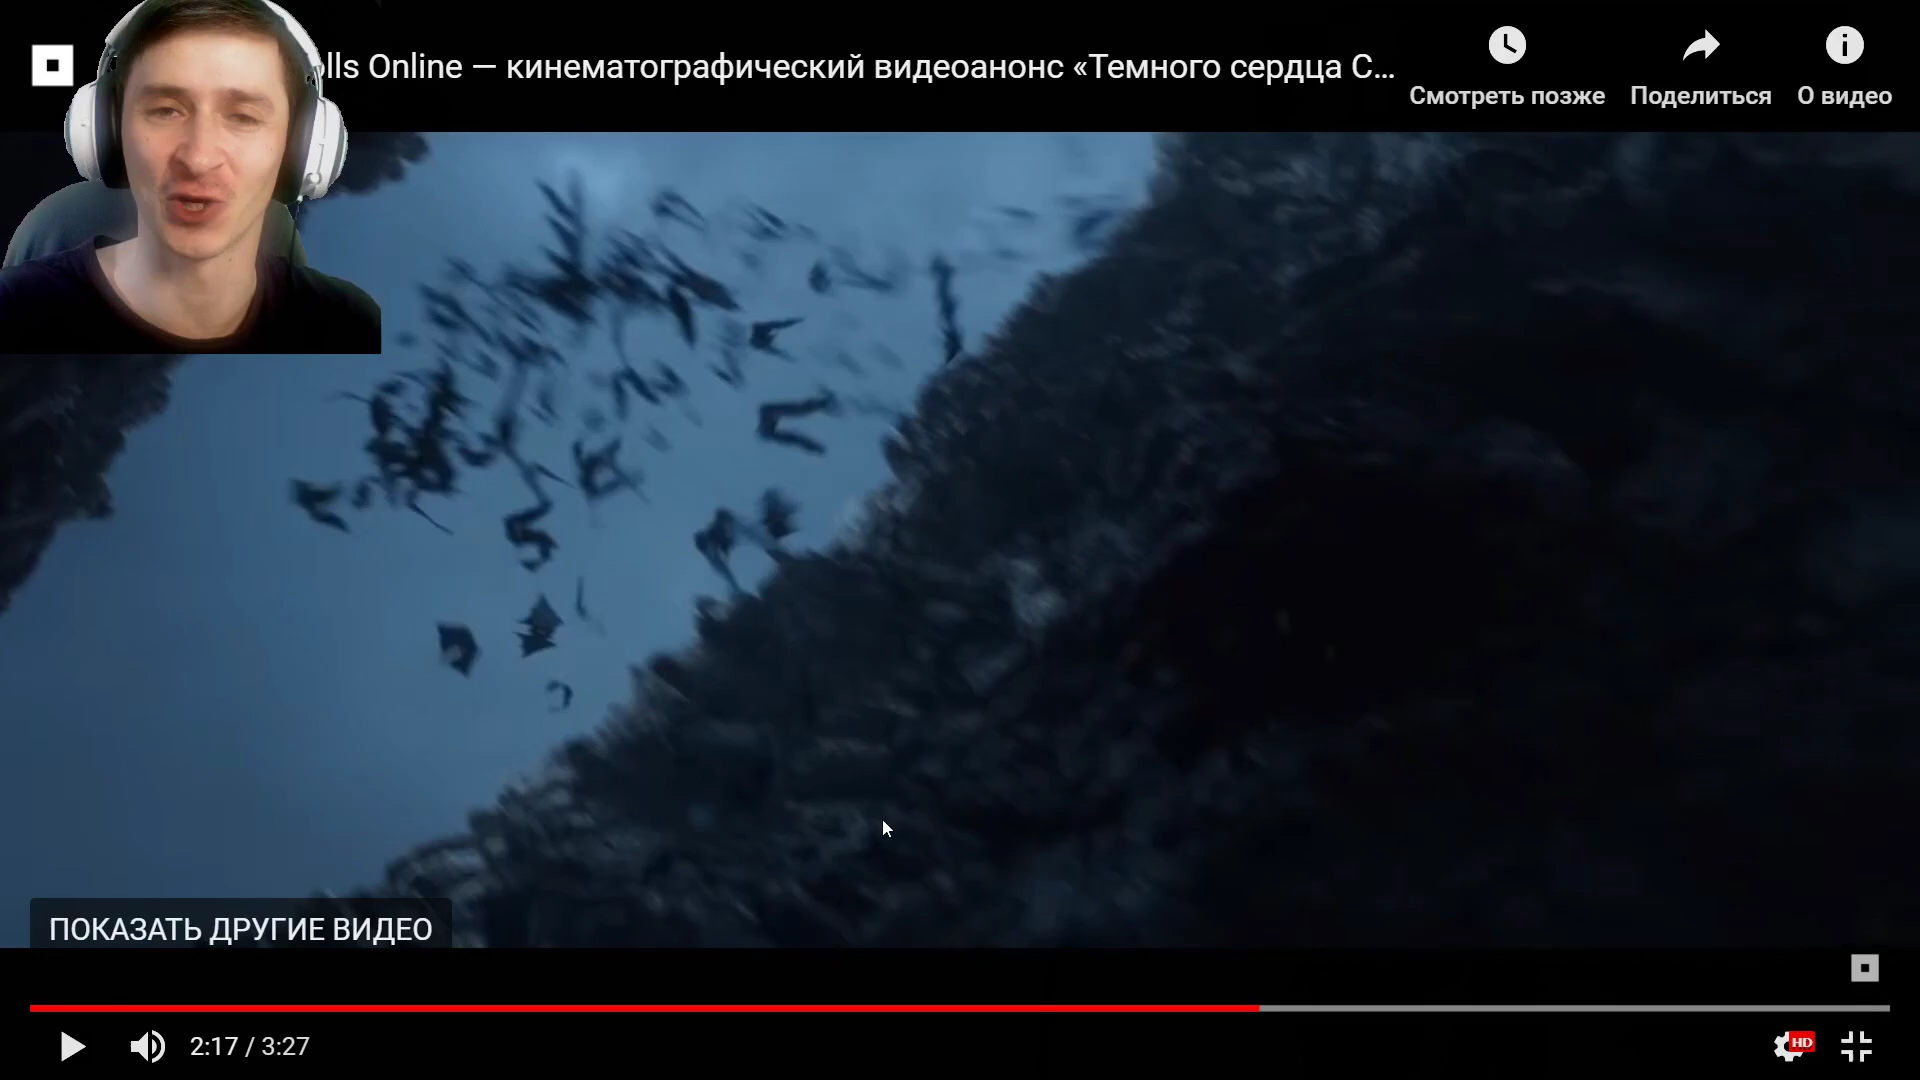 lls Online — кинематографический видеоанонс «Темного сердца С...
Смотреть позже
Поделиться
О видео
ПОКАЗАТЬ ДРУГИЕ ВИДЕО
2:17 / 3:27
HD